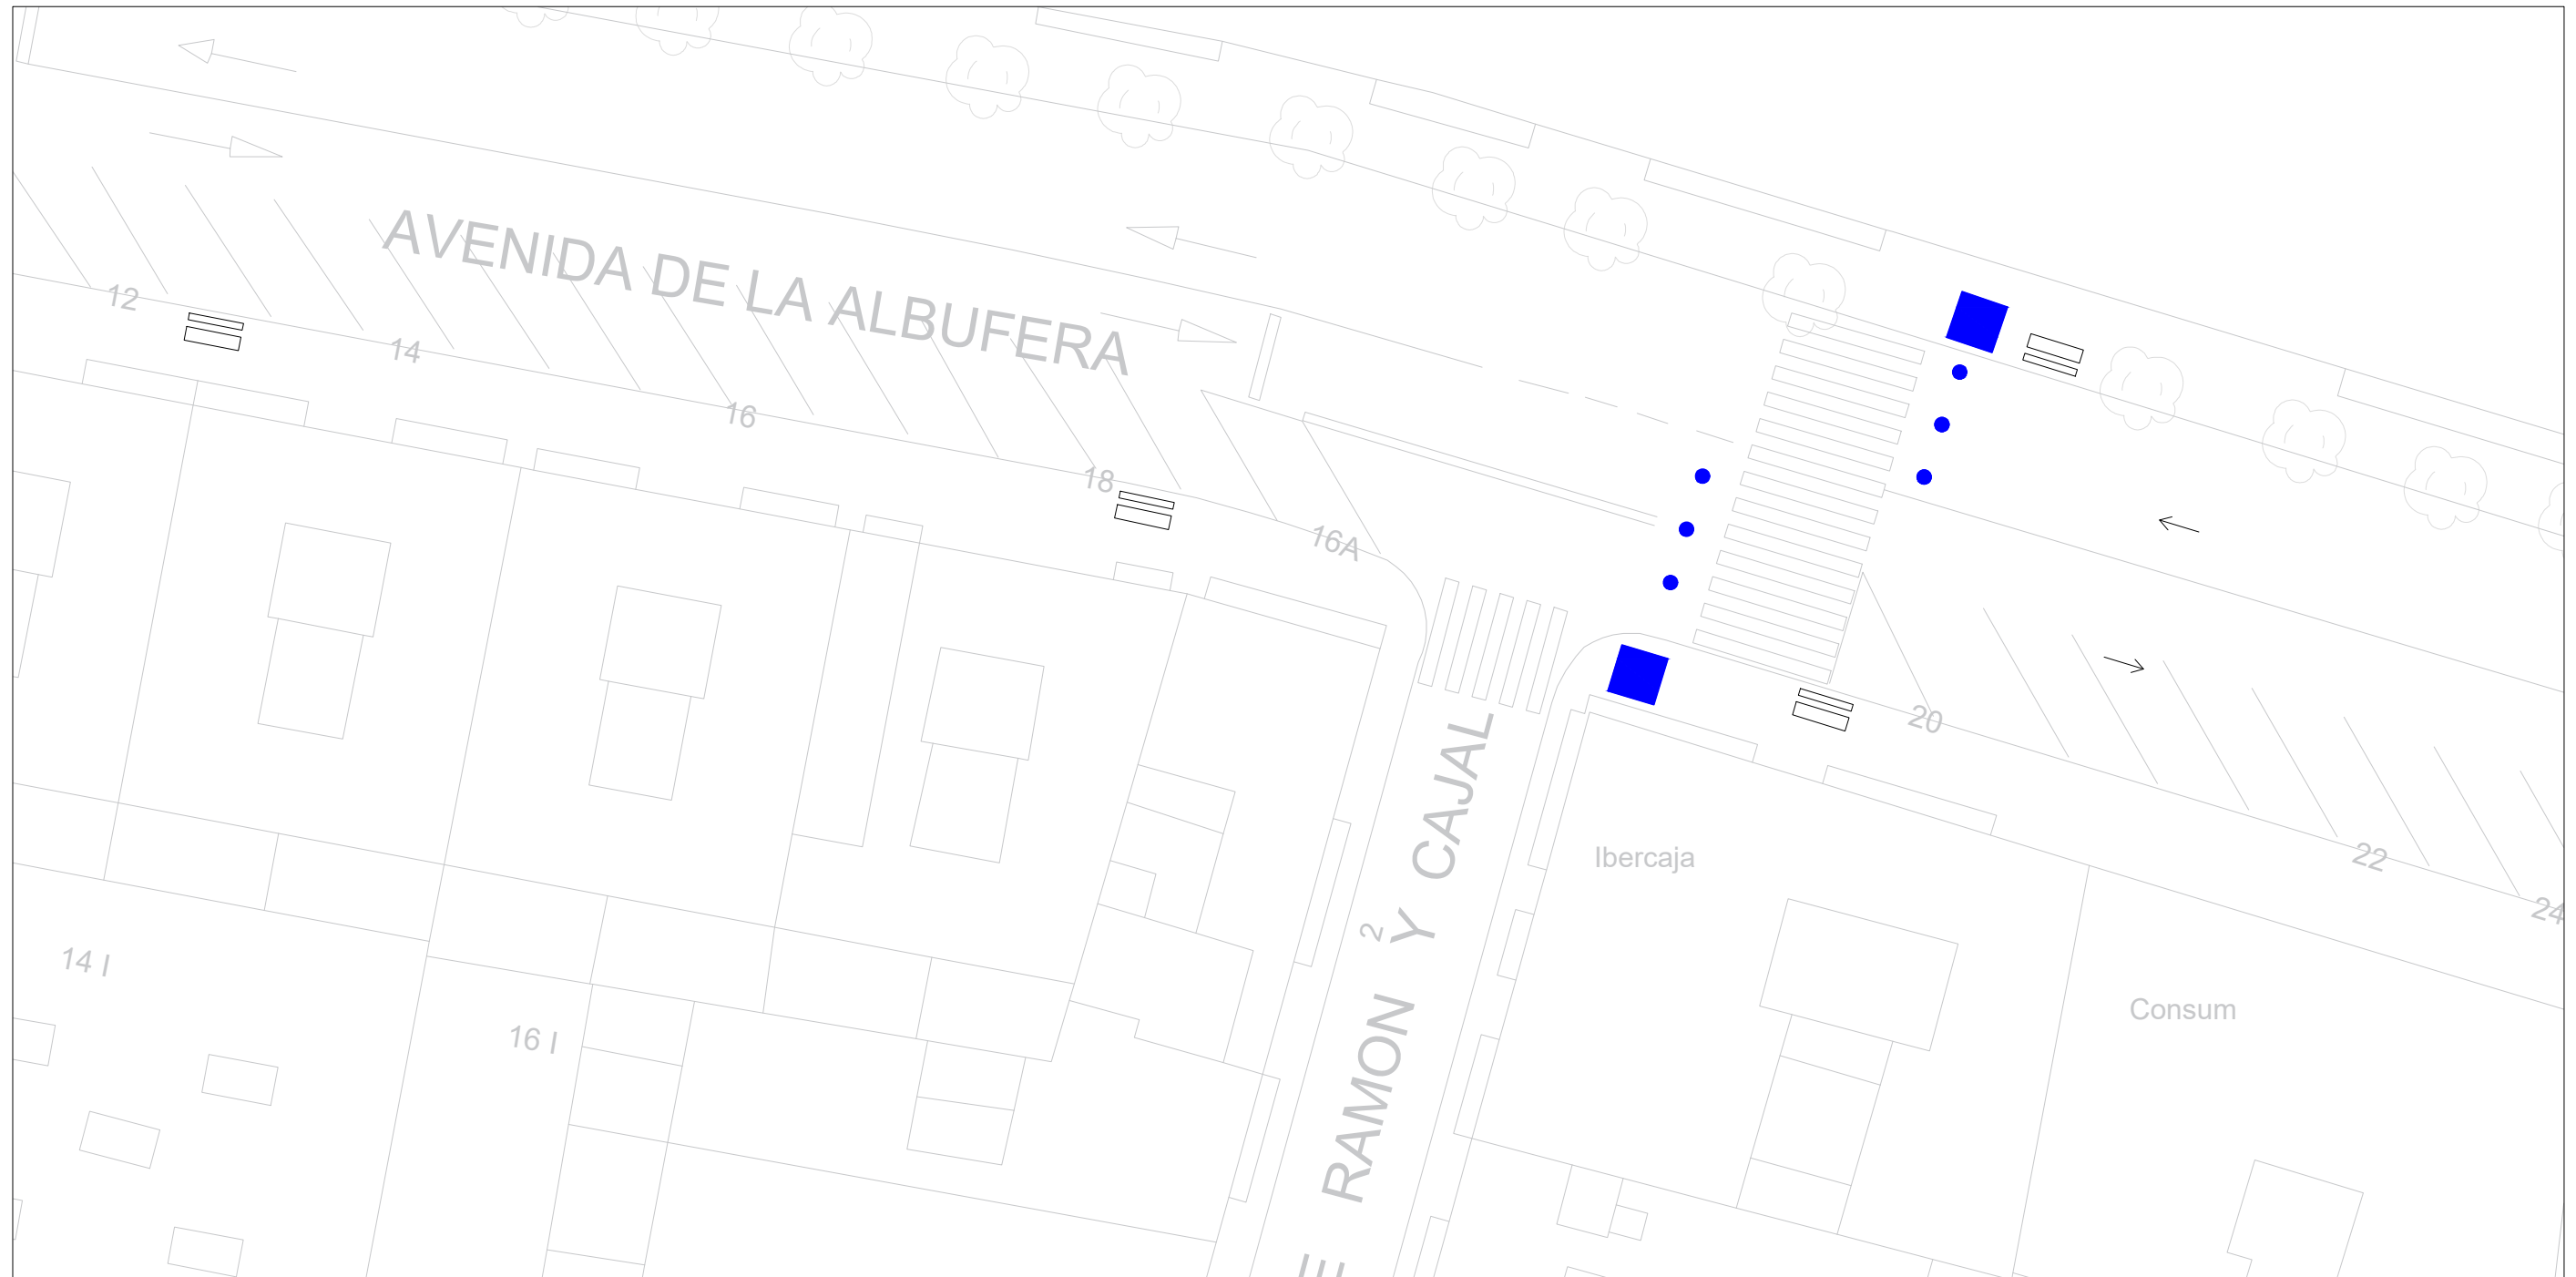 AVENIDA DE LA ALBUFERA
12
14
16
18
16A
20
22
24
RAMON Y CAJAL
2
Ibercaja
Consum
14 I
16 I